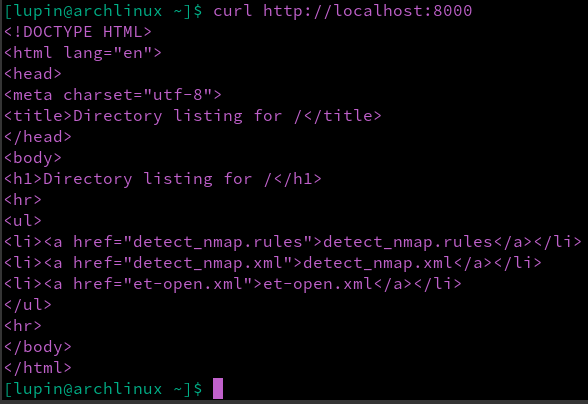 [lupin@archlinux ~]$ curl http://localhost:8000
<!DOCTYPE HTML>
<html lang="en">
<head>
<meta charset="utf-8">
<title>Directory listing for /</title>
</head>
<body>
<h1>Directory listing for /</h1>
<hr>
<ul>
<li><a href="detect_nmap.rules">detect_nmap.rules</a></li>
<li><a href="detect_nmap.xml">detect_nmap.xml</a></li>
<li><a href="et-open.xml">et-open.xml</a></li>
</ul>
<hr>
</body>
</html>
[lupin@archlinux ~]$